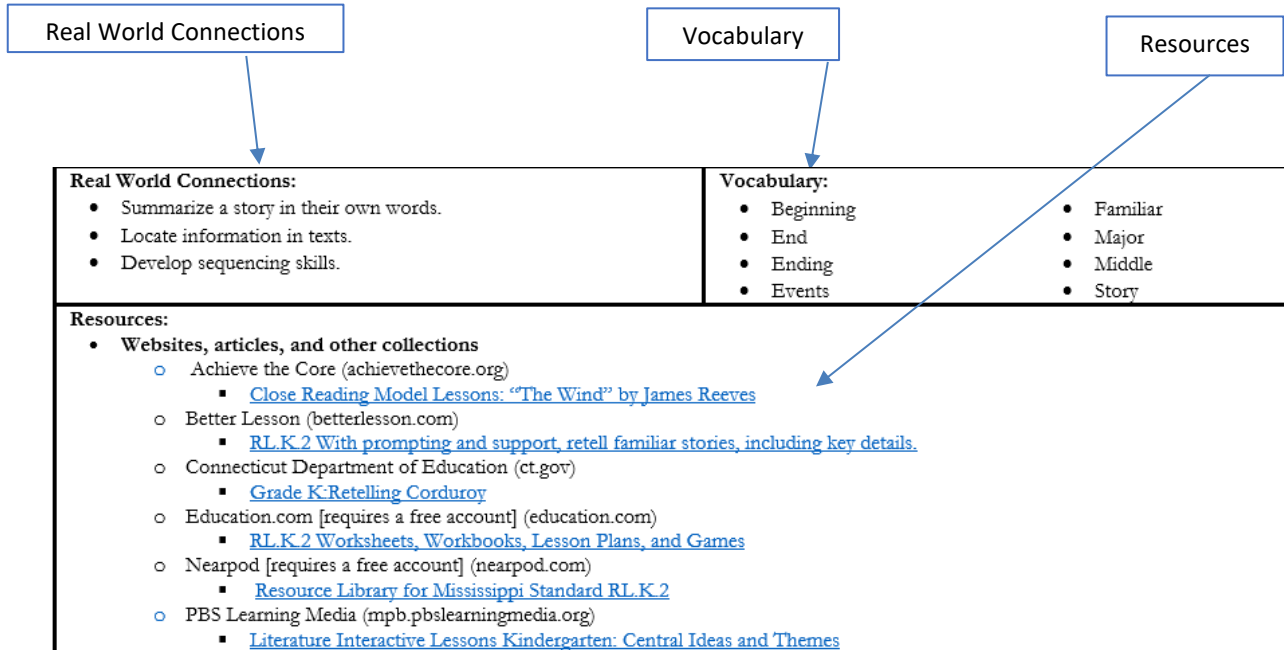 Real World Connections
Vocabulary
Resources
Real World Connections:
• Summarize a story in their own words.
• Locate information in texts.
• Develop sequencing skills.
Vocabulary:
• Beginning
• End
• Ending
• Events
• Familiar
• Major
• Middle
• Story
Resources:
• Websites, articles, and other collections
o Achieve the Core (achievethecore.org)
▪ Close Reading Model Lessons: “The Wind” by James Reeves
o Better Lesson (betterlesson.com)
▪ RL.K.2 With prompting and support, retell familiar stories, including key details.
o Connecticut Department of Education (ct.gov)
▪ Grade K:Retelling Corduroy
o Education.com [requires a free account] (education.com)
▪ RL.K.2 Worksheets, Workbooks, Lesson Plans, and Games
o Nearpod [requires a free account] (nearpod.com)
▪ Resource Library for Mississippi Standard RL.K.2
o PBS Learning Media (mpb.pbslearningmedia.org)
▪ Literature Interactive Lessons Kindergarten: Central Ideas and Themes